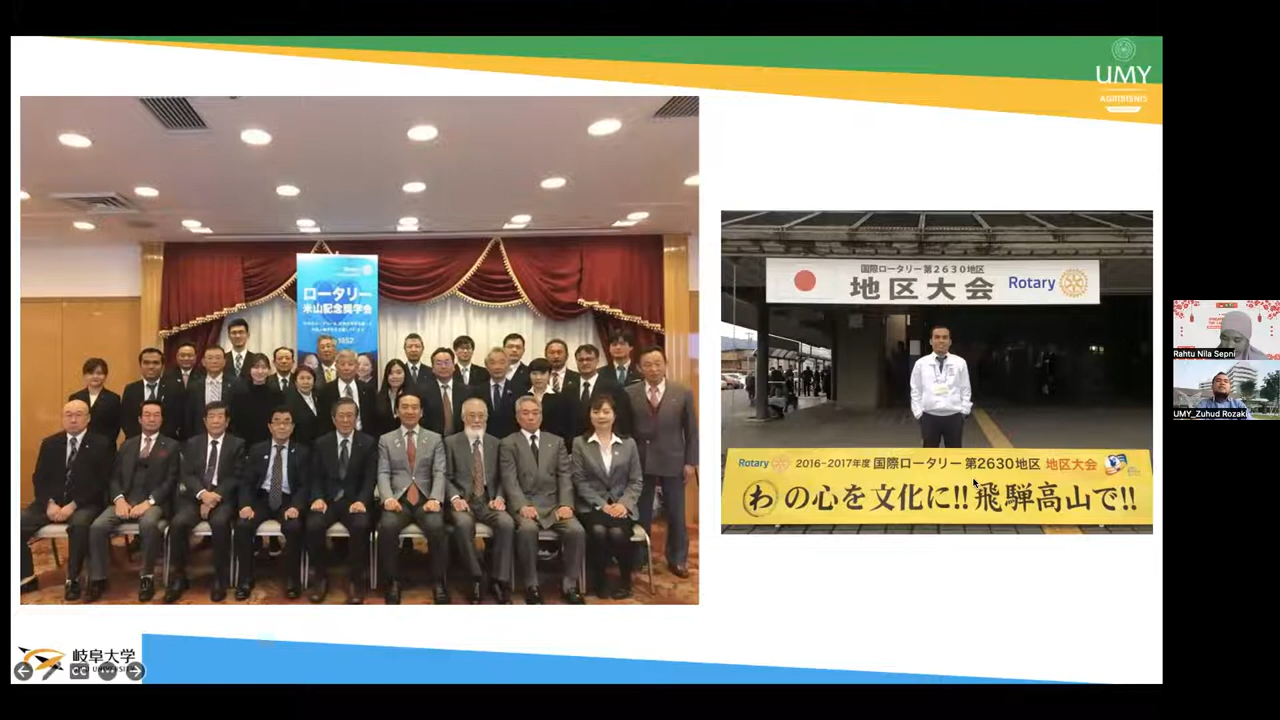 UMY
AGRIBISNIS
ロータリー
米山記念奨学会
1952
国際ロータリー第2630地区
地区大会
Rotary
Rotary 2016-2017年度 国際ロータリー 第2630地区 地区大会
わの心を文化に!!飛騨高山で!!
Rahtu Nila Sepni
UMY_Zuhud Rozaki
岐阜大学
CC